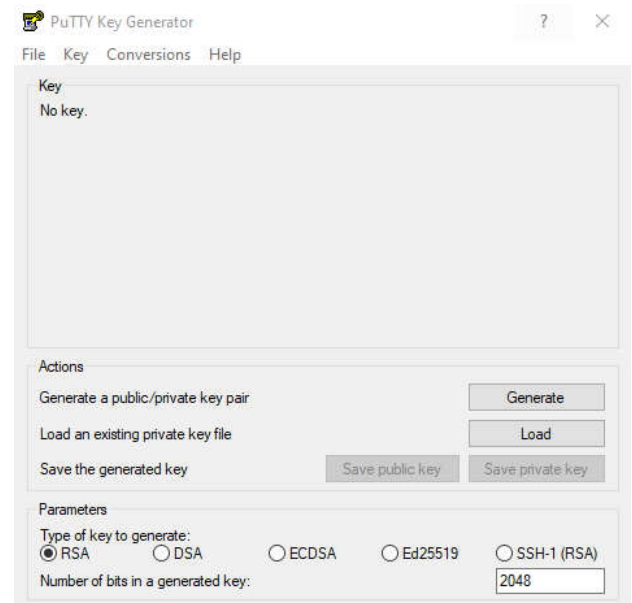 PuTTY Key Generator ?
File Key Conversions Help
Key
No key.
Actions
Generate a public/private key pair Generate
Load an existing private key file Load
Save the generated key Save public key Save private key
Parameters
Type of key to generate:
RSA DSA ECDSA Ed25519 SSH-1 (RSA)
Number of bits in a generated key: 2048